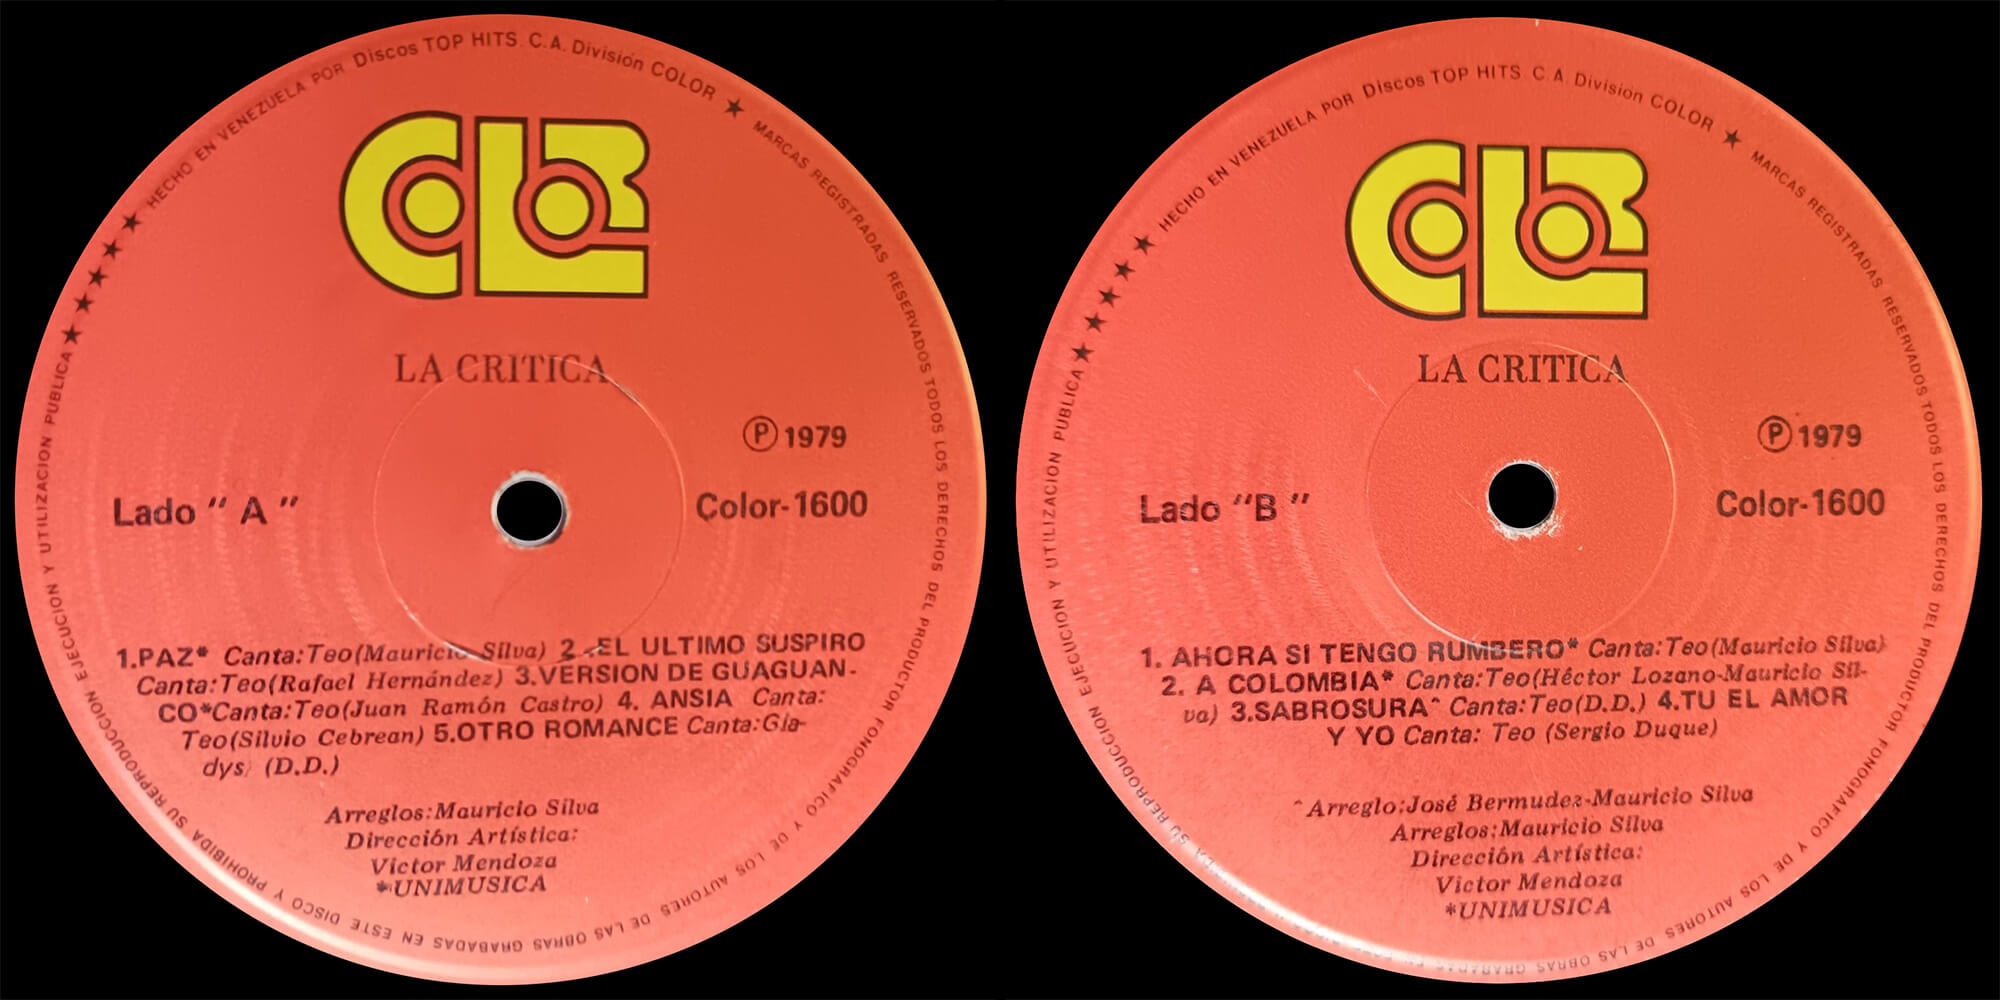 HECHO EN VENEZUELA POR Discos TOP HITS C.A. División COLOR ★ MARCAS REGISTRADAS RESERVADOS TODOS LOS DERECHOS DEL PRODUCTOR FONOGRAFICO Y DE LOS AUTORES DE LAS OBRAS GRABADAS EN ESTE DISCO Y PROHIBIDA SU REPRODUCCION EJECUCION Y UTILIZACION PUBLICA ★★★★★
COLOR
LA CRITICA
Ⓟ 1979
Lado " A "
Color-1600
1.PAZ* Canta:Teo(Mauricio Silva) 2 .EL ULTIMO SUSPIRO
Canta:Teo(Rafael Hernández) 3.VERSION DE GUAGUAN-
CO*Canta:Teo(Juan Ramón Castro) 4. ANSIA Canta:
Teo(Silvio Cebrean) 5.OTRO ROMANCE Canta:Gla-
dys (D.D.)
Arreglos:Mauricio Silva
Dirección Artística:
Victor Mendoza
*UNIMUSICA
HECHO EN VENEZUELA POR Discos TOP HITS C.A. División COLOR ★ MARCAS REGISTRADAS RESERVADOS TODOS LOS DERECHOS DEL PRODUCTOR FONOGRAFICO Y DE LOS AUTORES DE LAS OBRAS GRABADAS SU REPRODUCCION EJECUCION Y UTILIZACION PUBLICA ★★★★★
COLOR
LA CRITICA
Ⓟ 1979
Lado "B "
Color-1600
1. AHORA SI TENGO RUMBERO* Canta:Teo(Mauricio Silva)
2. A COLOMBIA* Canta:Teo(Héctor Lozano-Mauricio Sil-
va) 3.SABROSURA^ Canta:Teo(D.D.) 4.TU EL AMOR
Y YO Canta: Teo (Sergio Duque)
^Arreglo:José Bermudez-Mauricio Silva
Arreglos:Mauricio Silva
Dirección Artística:
Victor Mendoza
*UNIMUSICA